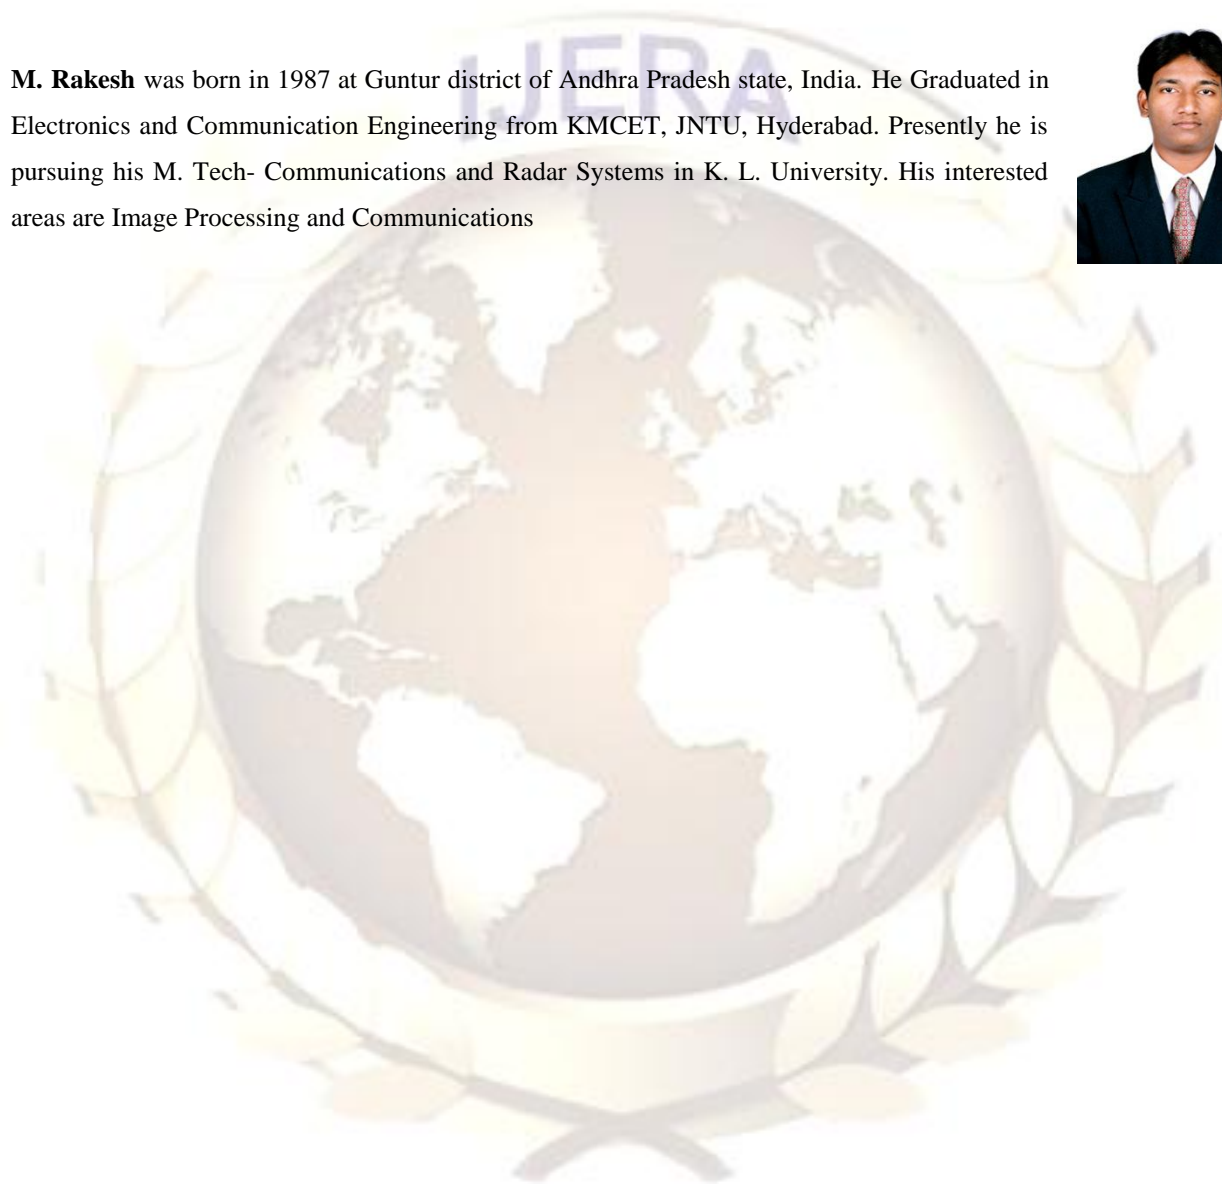 IJERA
M. Rakesh was born in 1987 at Guntur district of Andhra Pradesh state, India. He Graduated in
Electronics and Communication Engineering from KMCET, JNTU, Hyderabad. Presently he is
pursuing his M. Tech- Communications and Radar Systems in K. L. University. His interested
areas are Image Processing and Communications